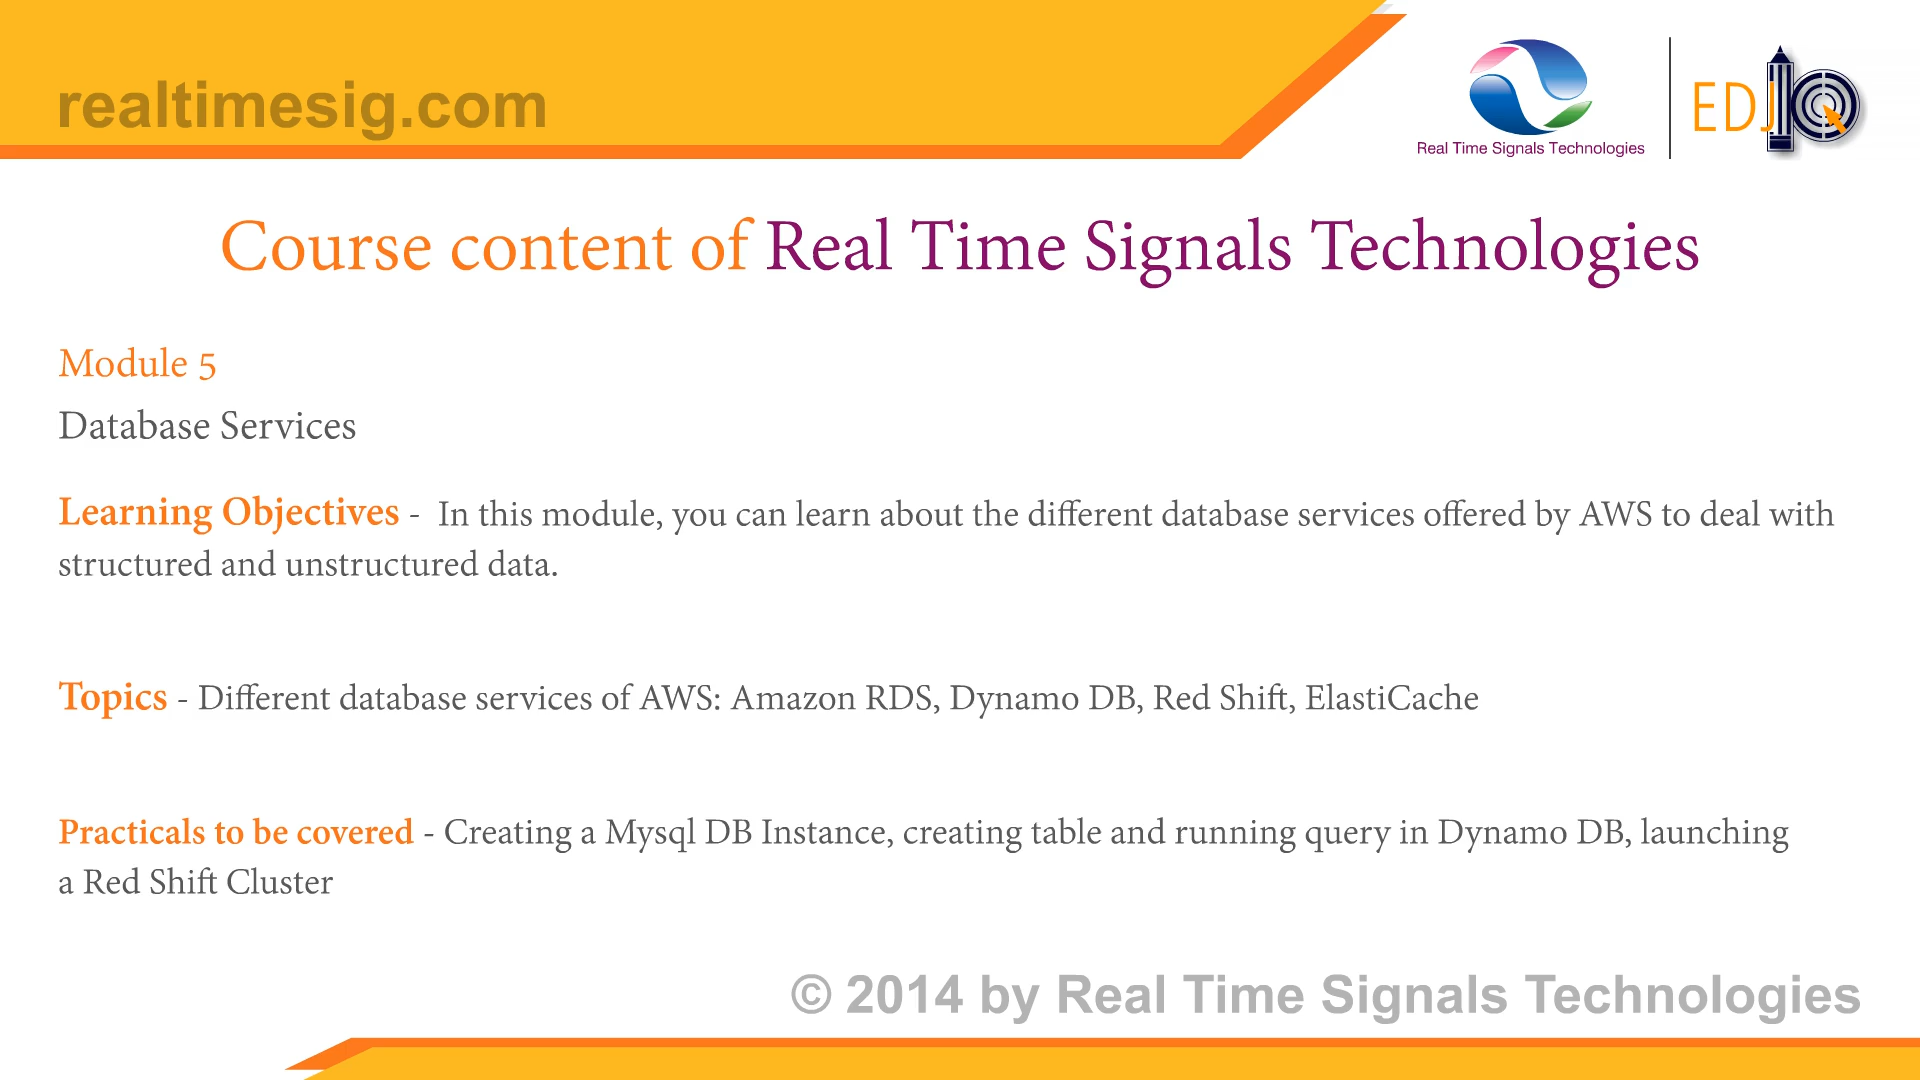 realtimesig.com
Real Time Signals Technologies
EDJ
Course content of Real Time Signals Technologies
Module 5
Database Services
Learning Objectives - In this module, you can learn about the different database services offered by AWS to deal with
structured and unstructured data.
Topics - Different database services of AWS: Amazon RDS, Dynamo DB, Red Shift, ElastiCache
Practicals to be covered - Creating a Mysql DB Instance, creating table and running query in Dynamo DB, launching
a Red Shift Cluster
© 2014 by Real Time Signals Technologies